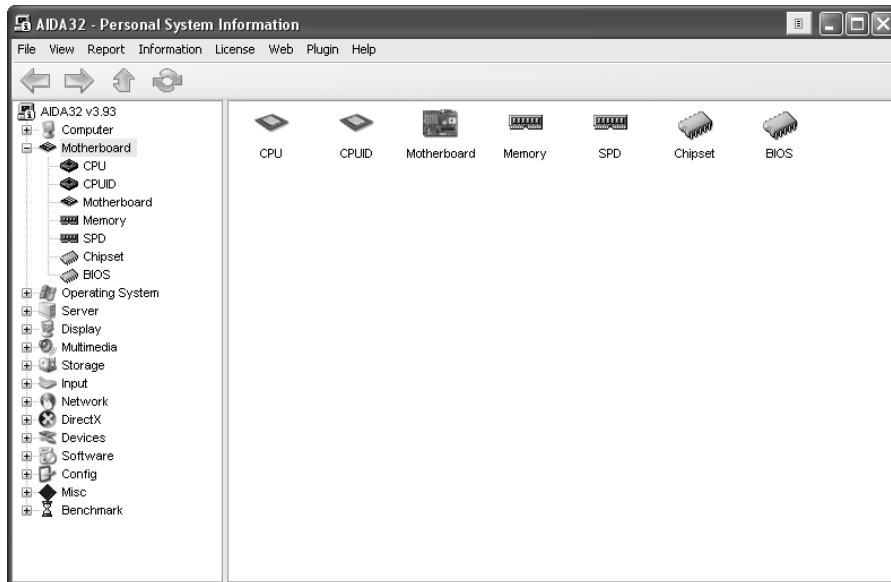 AIDA32 - Personal System Information
File View Report Information License Web Plugin Help
AIDA32 v3.93
Computer
Motherboard
CPU
CPUID
Motherboard
Memory
SPD
Chipset
BIOS
Operating System
Server
Display
Multimedia
Storage
Input
Network
DirectX
Devices
Software
Config
Misc
Benchmark
CPU CPUID Motherboard Memory SPD Chipset BIOS